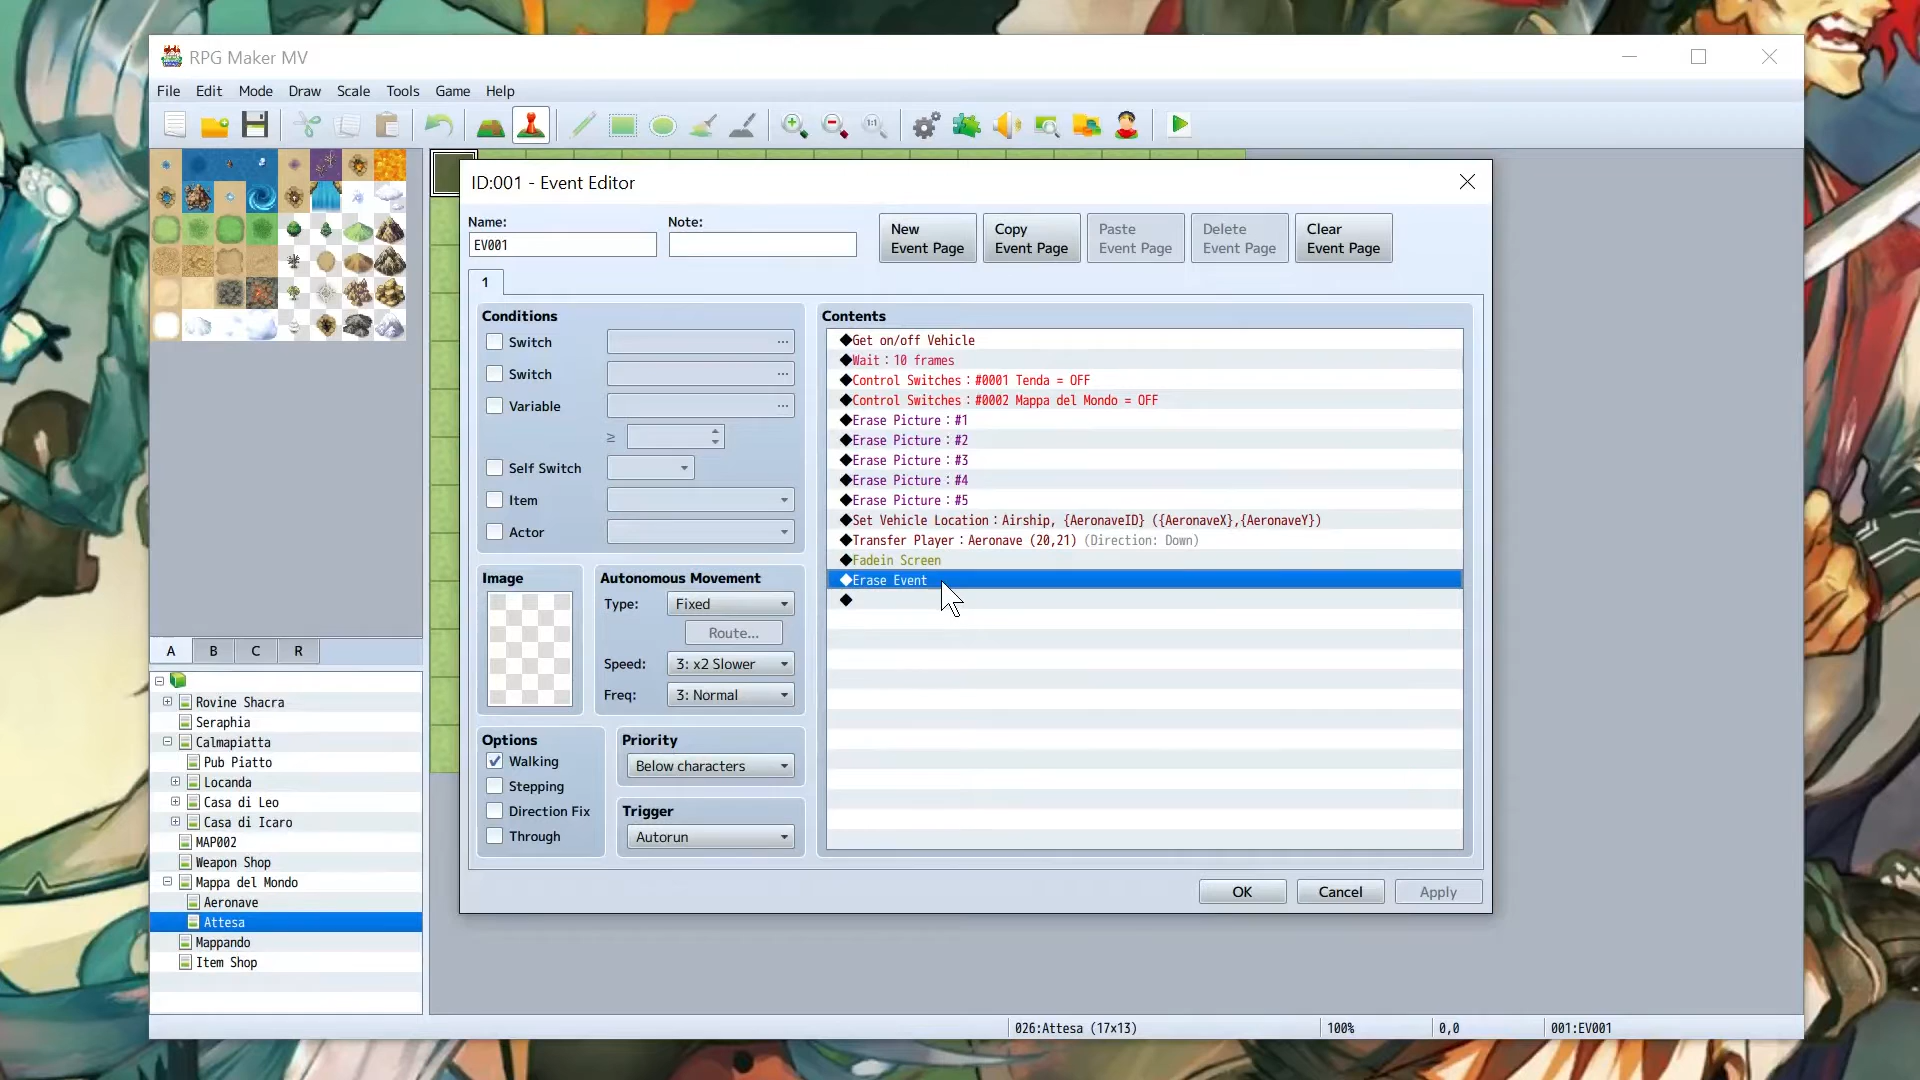 RPG Maker MV
File Edit Mode Draw Scale Tools Game Help
1:1
ID:001 - Event Editor
Name: Note:
EV001
New Event Page
Copy Event Page
Paste Event Page
Delete Event Page
Clear Event Page
1
Conditions
Switch ...
Switch ...
Variable ...
≥
Self Switch
Item
Actor
Image
Autonomous Movement
Type: Fixed
Route...
Speed: 3: x2 Slower
Freq: 3: Normal
Options
Walking
Stepping
Direction Fix
Through
Priority
Below characters
Trigger
Autorun
Contents
◆Get on/off Vehicle
◆Wait : 10 frames
◆Control Switches : #0001 Tenda = OFF
◆Control Switches : #0002 Mappa del Mondo = OFF
◆Erase Picture : #1
◆Erase Picture : #2
◆Erase Picture : #3
◆Erase Picture : #4
◆Erase Picture : #5
◆Set Vehicle Location : Airship, {AeronaveID} ({AeronaveX},{AeronaveY})
◆Transfer Player : Aeronave (20,21) (Direction: Down)
◆Fadein Screen
◆Erase Event
◆
OK Cancel Apply
A B C R
Rovine Shacra
Seraphia
Calmapiatta
Pub Piatto
Locanda
Casa di Leo
Casa di Icaro
MAP002
Weapon Shop
Mappa del Mondo
Aeronave
Attesa
Mappando
Item Shop
026:Attesa (17x13) 100% 0,0 001:EV001